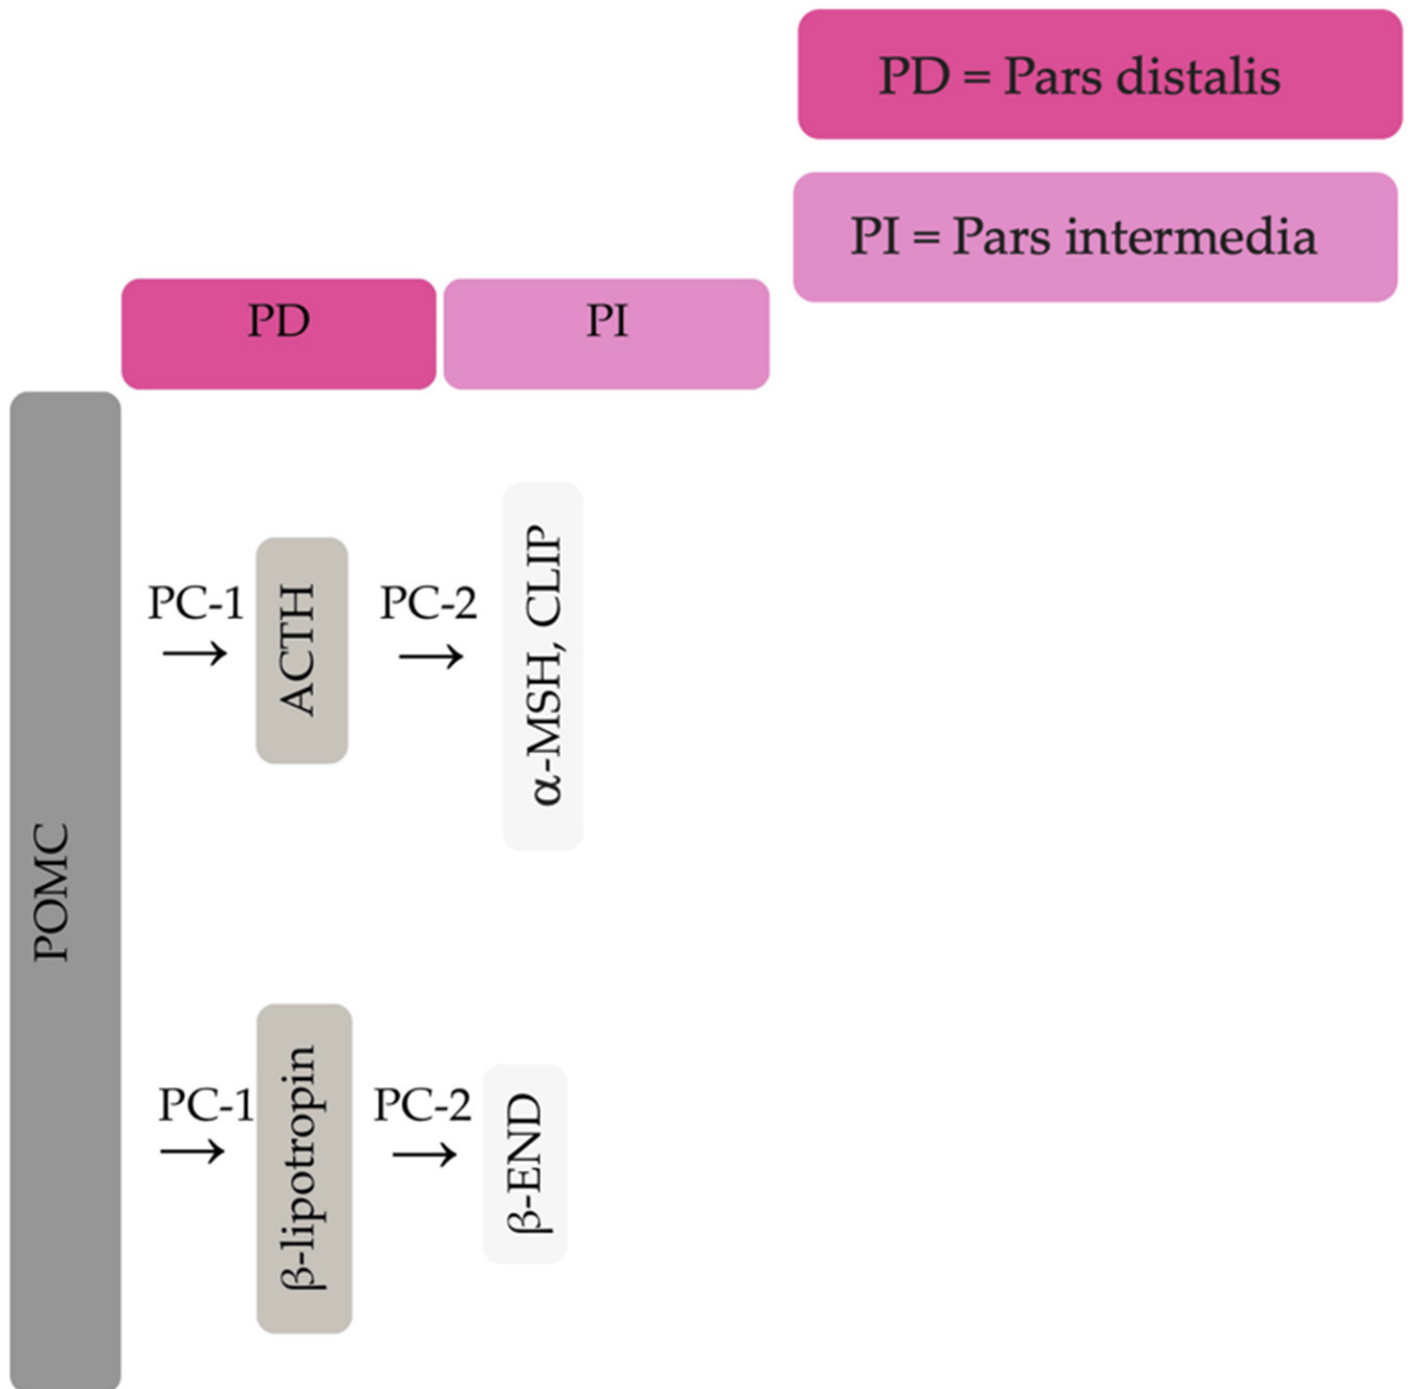 PD = Pars distalis
PI = Pars intermedia
PD
PI
POMC
PC-1
ACTH
PC-2
α-MSH, CLIP
PC-1
β-lipotropin
PC-2
β-END